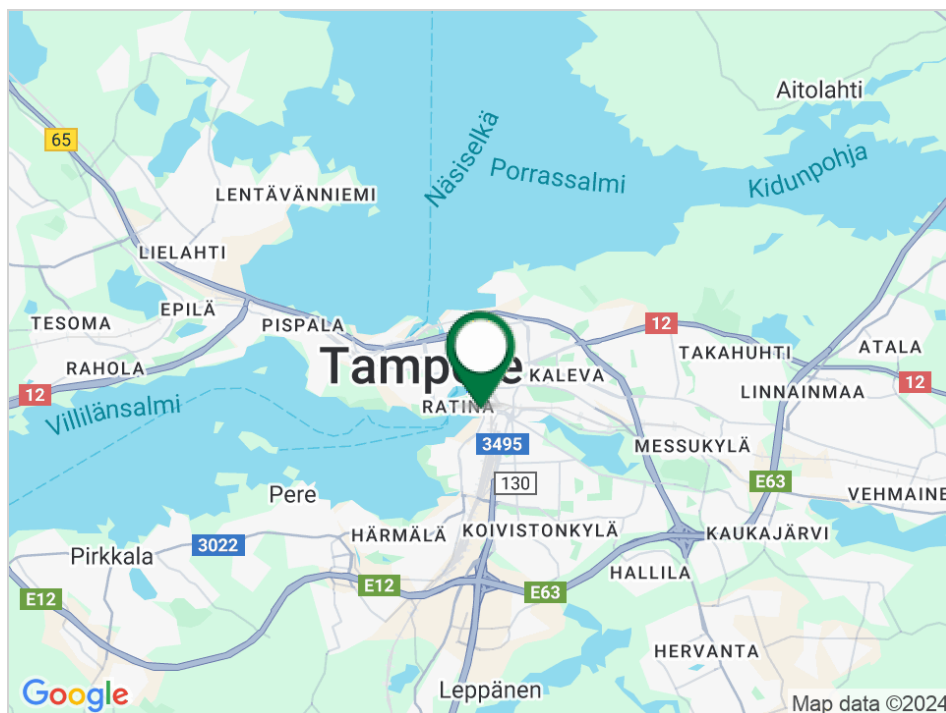 Aitolahti
65
Näsiselkä
Porrassalmi
Kidunpohja
LENTÄVÄNNIEMI
LIELAHTI
EPILÄ
TESOMA
PISPALA
12
TAKAHUHTI
ATALA
RAHOLA
Tampere
KALEVA
12
12
LINNAINMAA
Villilänsalmi
RATINA
3495
MESSUKYLÄ
130
E63
Pere
VEHMAINE
HÄRMÄLÄ
KOIVISTONKYLÄ
KAUKAJÄRVI
3022
Pirkkala
HALLILA
E12
E12
E63
HERVANTA
Leppänen
Google
Map data ©2024